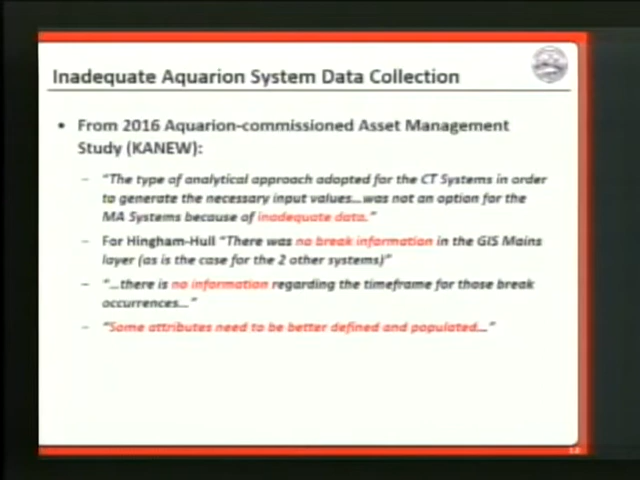 Inadequate Aquarion System Data Collection
• From 2016 Aquarion-commissioned Asset Management
Study (KANEW):
– “The type of analytical approach adopted for the CT Systems in order
to generate the necessary input values...was not an option for the
MA Systems because of inadequate data.”
– For Hingham-Hull “There was no break information in the GIS Mains
layer (as is the case for the 2 other systems)”
– “...there is no information regarding the timeframe for those break
occurrences...”
– “Some attributes need to be better defined and populated...”